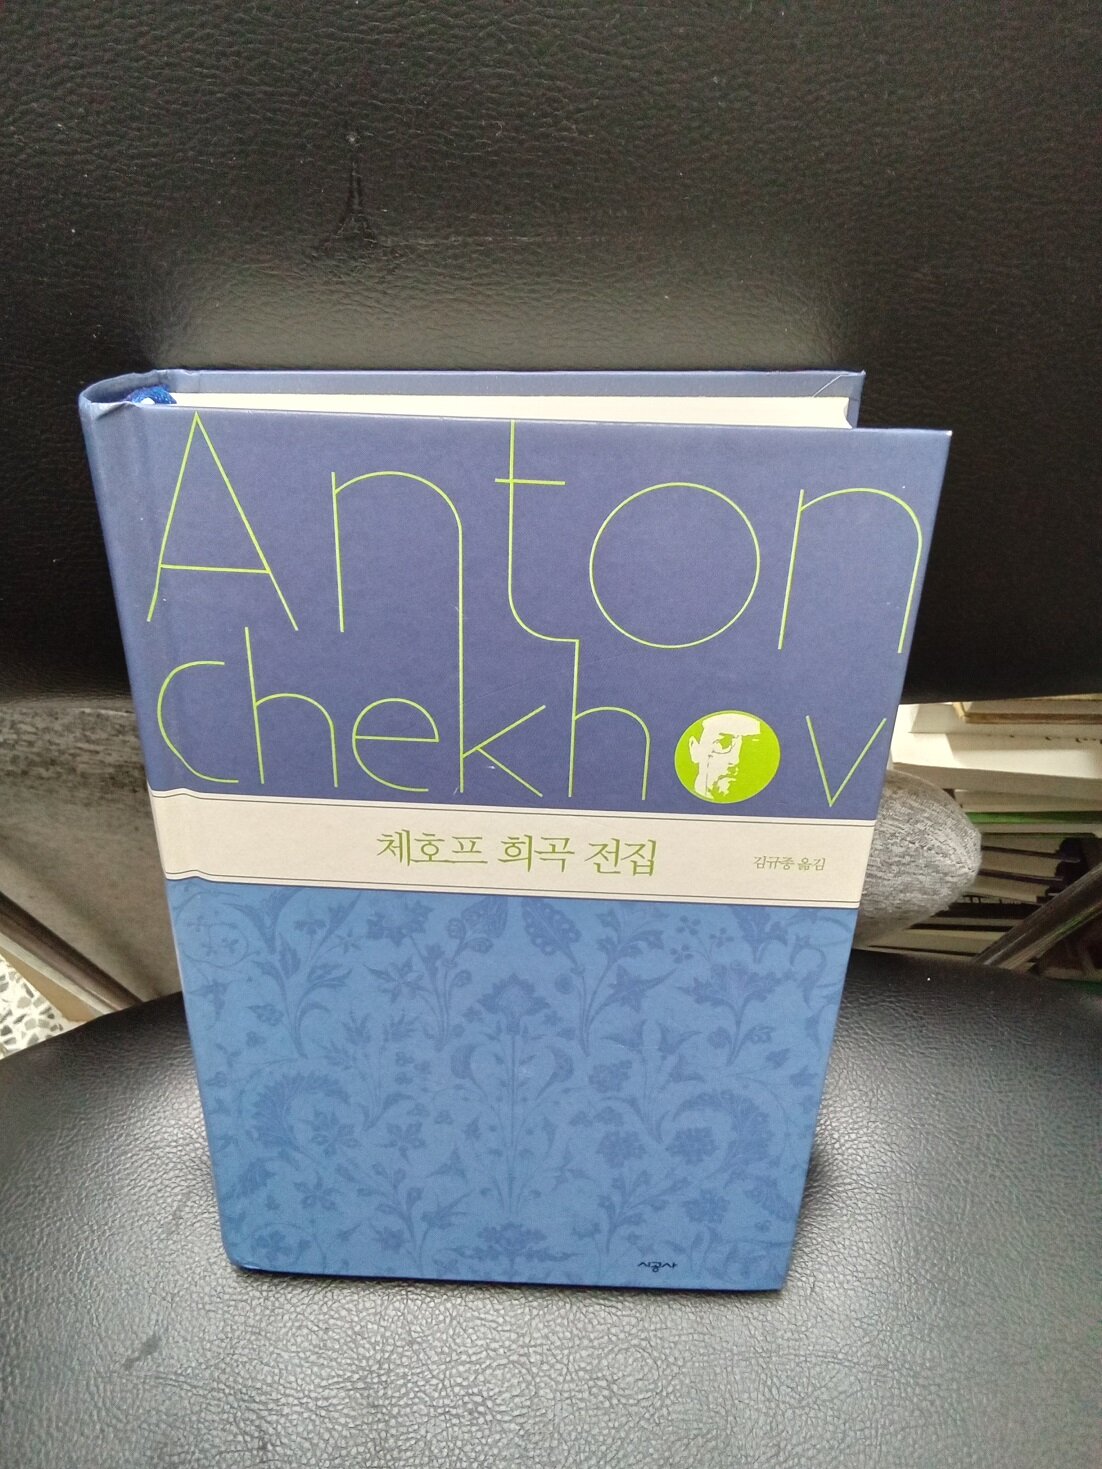 Anton
chekhov
체호프 희곡 전집
김규종 옮김
시공사